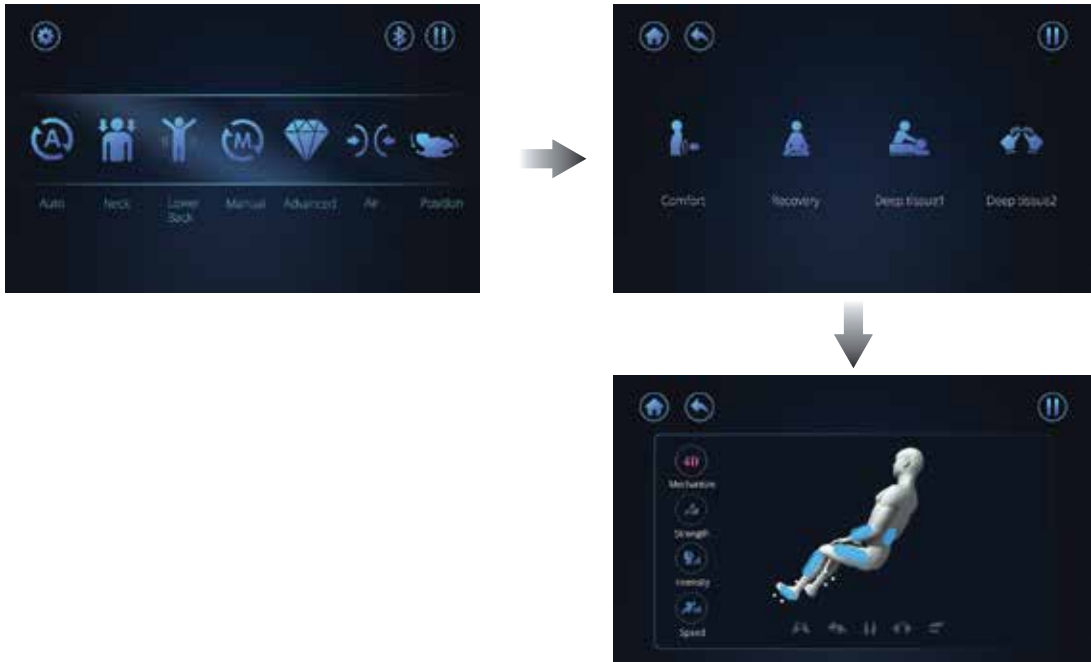 A
M
Auto Neck Lower Back Manual Advanced Air Position
Comfort Recovery Deep tissue1 Deep tissue2
4D
Mechanism
Strength
Intensity
Speed